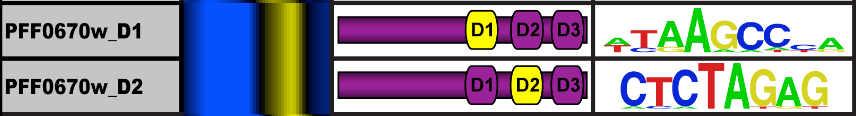 PFF0670w_D1 D1 D2 D3 ATAAGCCCA
PFF0670w_D2 D1 D2 D3 CTCTAGAG